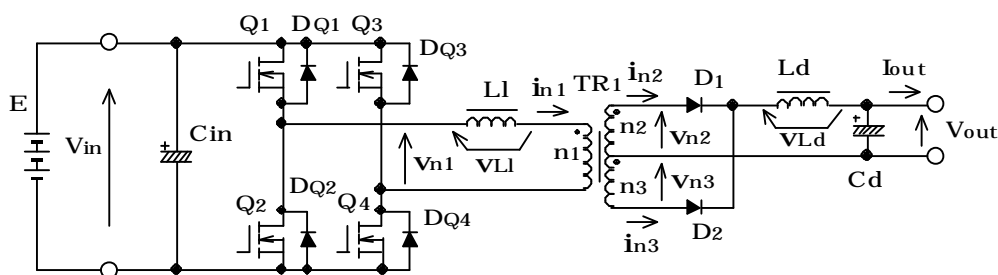 Q1 DQ1 Q3
DQ3
E
Vin
+
Cin
Ll
in1
TR1
in2
D1
Ld
Iout
n1
n2
n3
vn1
VLl
vn2
vn3
VLd
+
Cd
Vout
Q2
DQ2
Q4
DQ4
in3
D2